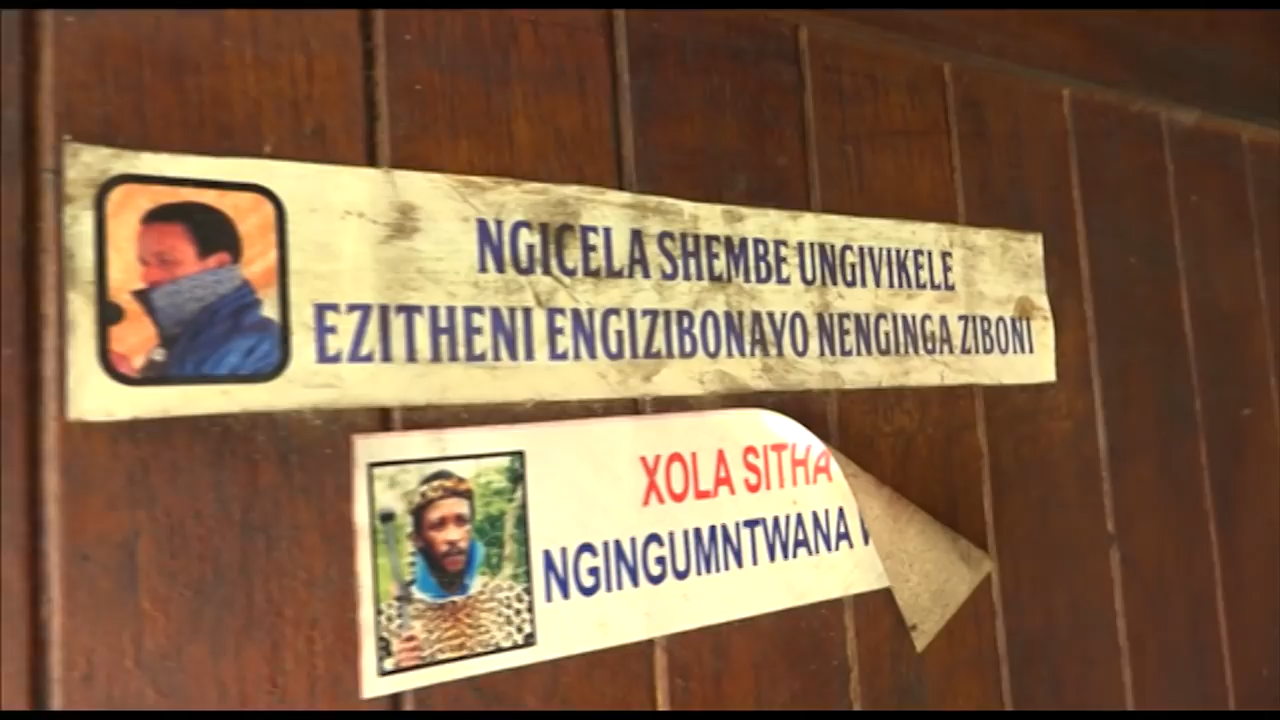 NGICELA SHEMBE UNGIVIKELE
EZITHENI ENGIZIBONAYO NENGINGA ZIBONI
XOLA SITHA
NGINGUMNTWANA